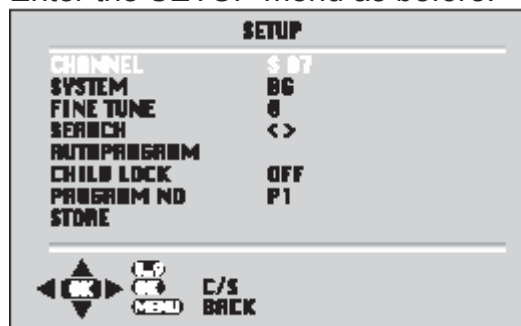 Enter the SETUP menu as before.
SETUP
CHANNEL S 07
SYSTEM BG
FINE TUNE 0
SEARCH < >
AUTOPROGRAM
CHILD LOCK OFF
PROGRAM NO P1
STORE
OK OK C/S
MENU BACK